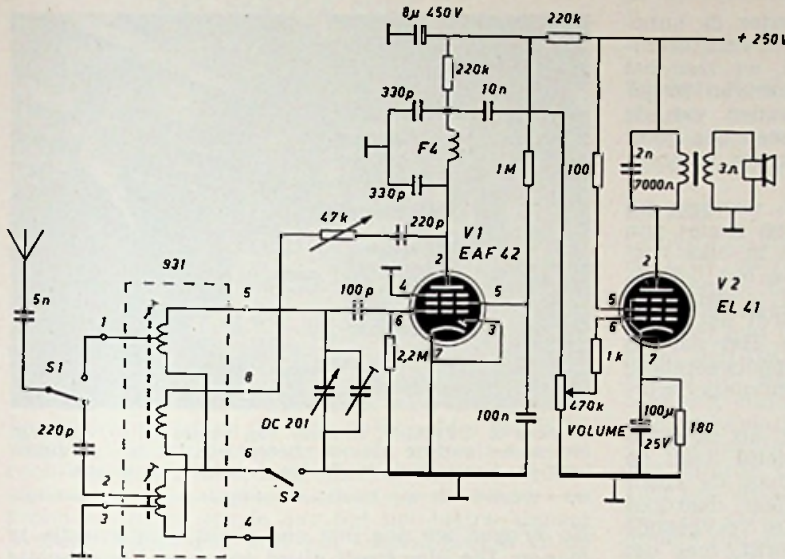 8µ 450V
220k
+ 250V
220k
330p
10n
F4
1M
100
2n
7000Ω
3Ω
330p
47k
220p
V1
EAF 42
2
V2
EL 41
2
931
5
100p
4
5
6
3
7
5
6
7
5n
1
8
2,2M
1k
S1
DC 201
470k
VOLUME
100µ
25V
180
100n
220p
6
S2
2
3
4